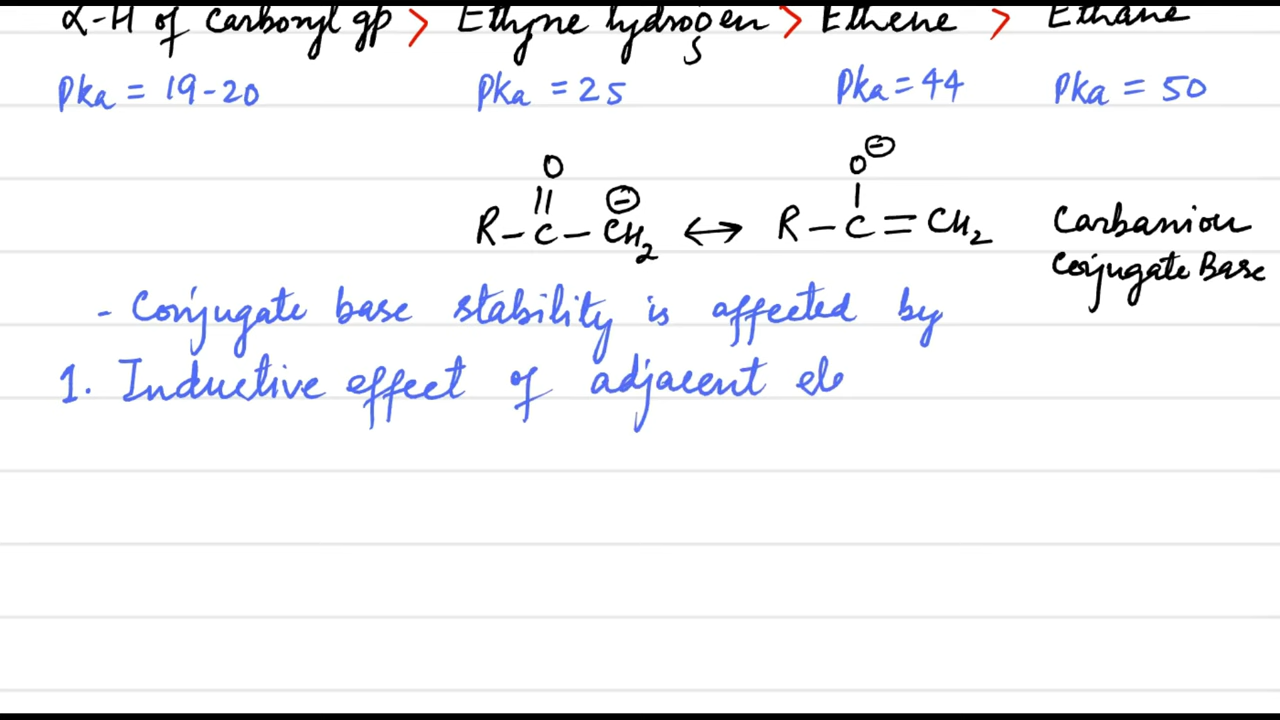 α-H of Carbonyl gp > Ethyne hydrogens > Ethene > Ethane
Pka = 19-20 Pka = 25 Pka = 44 Pka = 50
O O⊖
|| ⊖ |
R-C-CH2 ↔ R-C=CH2 Carbanion
Conjugate Base
- Conjugate base stability is affected by
1. Inductive effect of adjacent ele